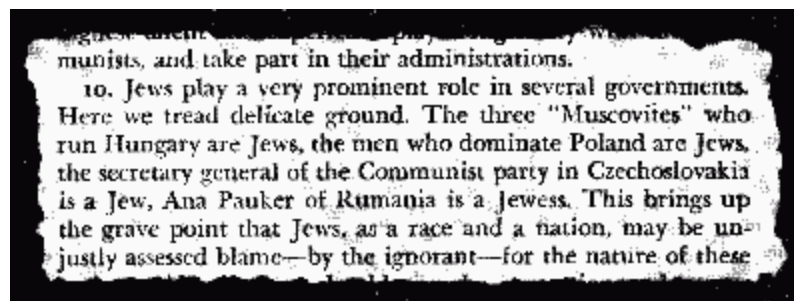 munists, and take part in their administrations.
10. Jews play a very prominent role in several governments.
Here we tread delicate ground. The three "Muscovites" who
run Hungary are Jews, the men who dominate Poland are Jews,
the secretary general of the Communist party in Czechoslovakia
is a Jew, Ana Pauker of Rumania is a Jewess. This brings up
the grave point that Jews, as a race and a nation, may be un-
justly assessed blame—by the ignorant—for the nature of these